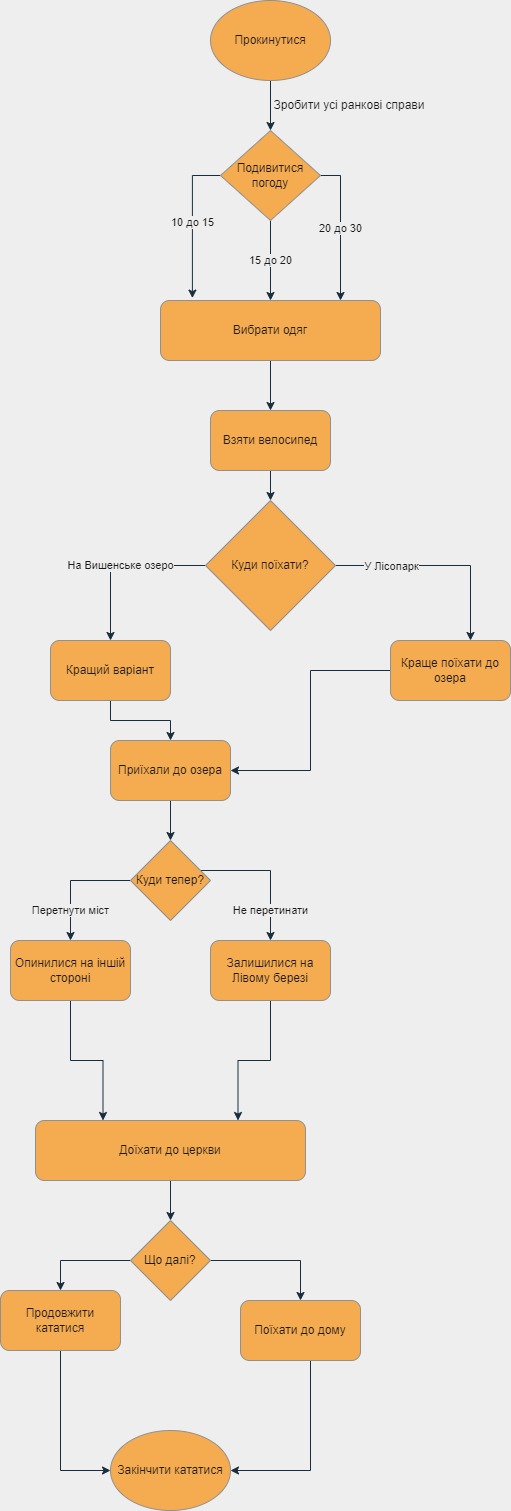 Прокинутися
Зробити усі ранкові справи
Подивитися
погоду
10 до 15
20 до 30
15 до 20
Вибрати одяг
Взяти велосипед
Куди поїхати?
На Вишенське озеро
У Лісопарк
Кращий варіант
Краще поїхати до
озера
Приїхали до озера
Куди тепер?
Перетнути міст
Не перетинати
Опинилися на іншій
стороні
Залишилися на
Лівому березі
Доїхати до церкви
Що далі?
Продовжити
кататися
Поїхати до дому
Закінчити кататися